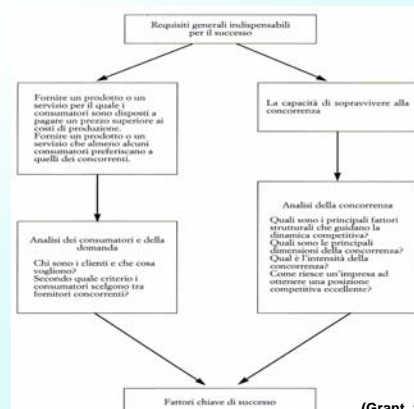 Requisiti generali indispensabili
per il successo
Fornire un prodotto o un
servizio per il quale i
consumatori sono disposti a
pagare un prezzo superiore ai
costi di produzione.
Fornire un prodotto o un
servizio che almeno alcuni
consumatori preferiscano a
quelli dei concorrenti.
La capacità di sopravvivere alla
concorrenza
Analisi dei consumatori e della
domanda
Chi sono i clienti e che cosa
vogliono?
Secondo quale criterio i
consumatori scelgono tra
fornitori concorrenti?
Analisi della concorrenza
Quali sono i principali fattori
strutturali che guidano la
dinamica competitiva?
Quali sono le principali
dimensioni della concorrenza?
Qual è l'intensità della
concorrenza?
Come riesce un'impresa ad
ottenere una posizione
competitiva eccellente?
Fattori chiave di successo
(Grant,